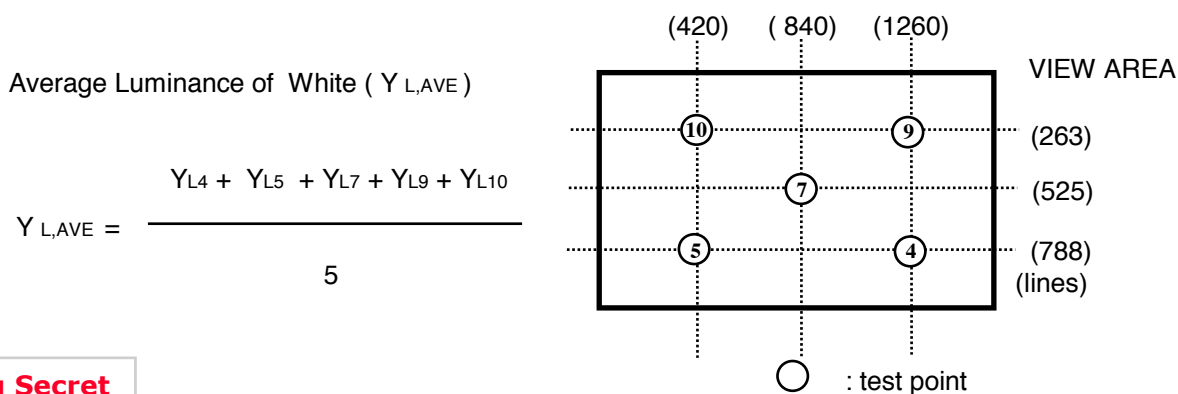 (420) ( 840) (1260)
VIEW AREA
Average Luminance of White ( Y L,AVE )
10 9 (263)
YL4 + YL5 + YL7 + YL9 + YL10
7 (525)
Y L,AVE =
5 4 (788)
5
(lines)
Secret
: test point